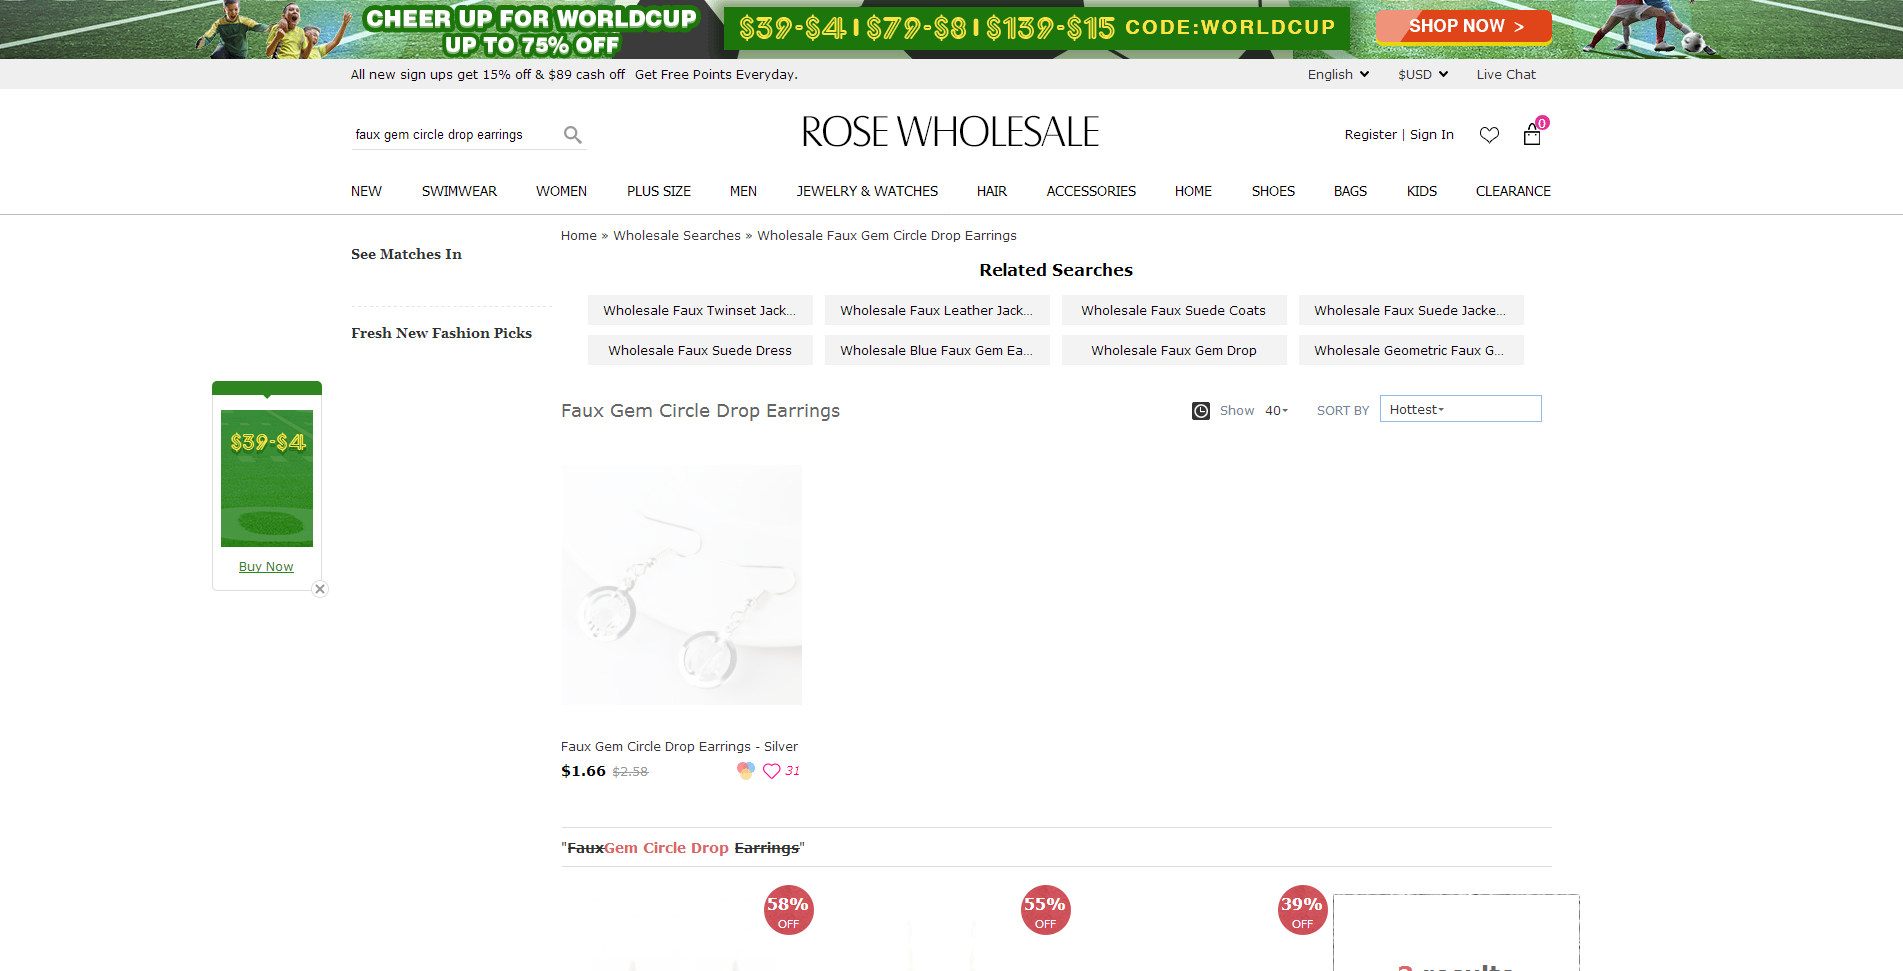 CHEER UP FOR WORLDCUP
UP TO 75% OFF
$39-$4 | $79-$8 | $139-$15 CODE:WORLDCUP
SHOP NOW >
All new sign ups get 15% off & $89 cash off Get Free Points Everyday.
English $USD Live Chat
faux gem circle drop earrings
ROSE WHOLESALE
Register | Sign In
0
NEW SWIMWEAR WOMEN PLUS SIZE MEN JEWELRY & WATCHES HAIR ACCESSORIES HOME SHOES BAGS KIDS CLEARANCE
See Matches In
Fresh New Fashion Picks
$39-$4
Buy Now
Home » Wholesale Searches » Wholesale Faux Gem Circle Drop Earrings
Related Searches
Wholesale Faux Twinset Jack... Wholesale Faux Leather Jack... Wholesale Faux Suede Coats Wholesale Faux Suede Jacke...
Wholesale Faux Suede Dress Wholesale Blue Faux Gem Ea... Wholesale Faux Gem Drop Wholesale Geometric Faux G...
Faux Gem Circle Drop Earrings
Show 40 SORT BY Hottest
Faux Gem Circle Drop Earrings - Silver
$1.66 $2.58 31
"FauxGem Circle Drop Earrings"
58% OFF
55% OFF
39% OFF